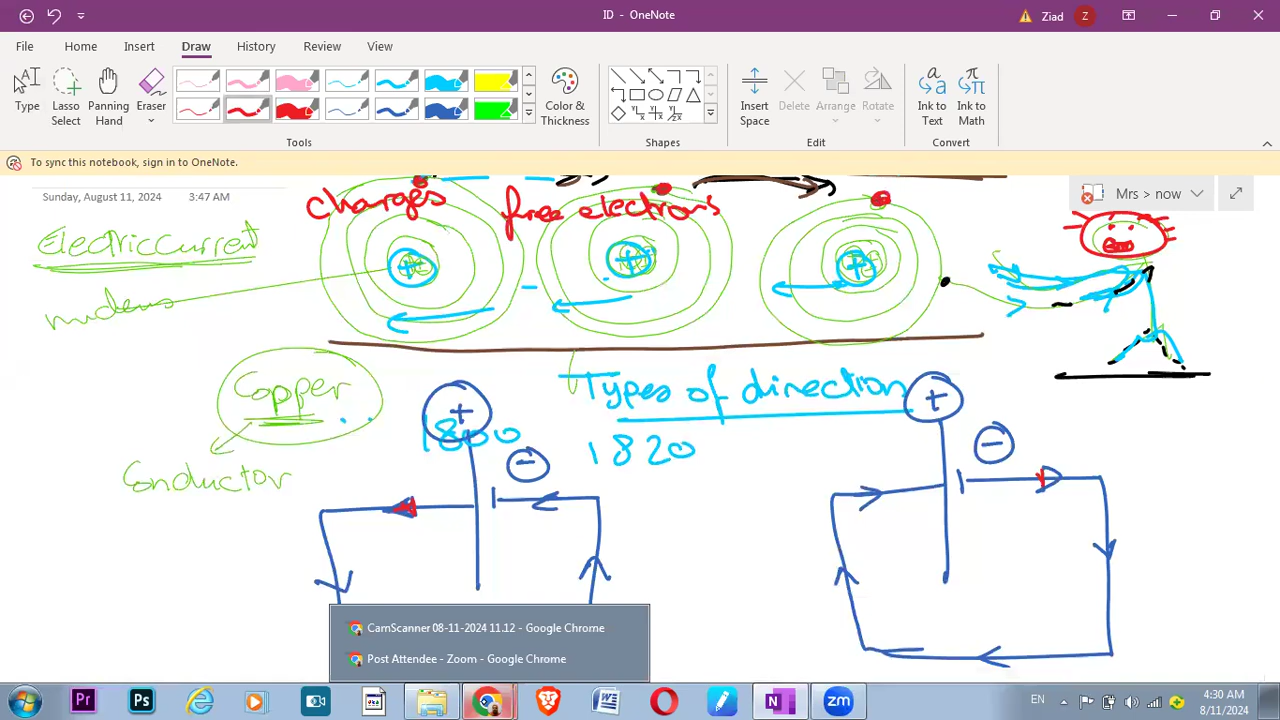 ID - OneNote
Ziad
Z
File Home Insert Draw History Review View
Type
Lasso Select
Panning Hand
Eraser
Color & Thickness
Insert Space
Delete
Arrange
Rotate
Ink to Text
Ink to Math
Tools
Shapes
Edit
Convert
To sync this notebook, sign in to OneNote.
Sunday, August 11, 2024 3:47 AM
Mrs > now
charges free electrons
Electric Current
+ + +
-
Copper
Conductor
Types of direction
+ +
1800 1820
- -
CamScanner 08-11-2024 11.12 - Google Chrome
Post Attendee - Zoom - Google Chrome
Pr Ps W N zm
EN
4:30 AM
8/11/2024